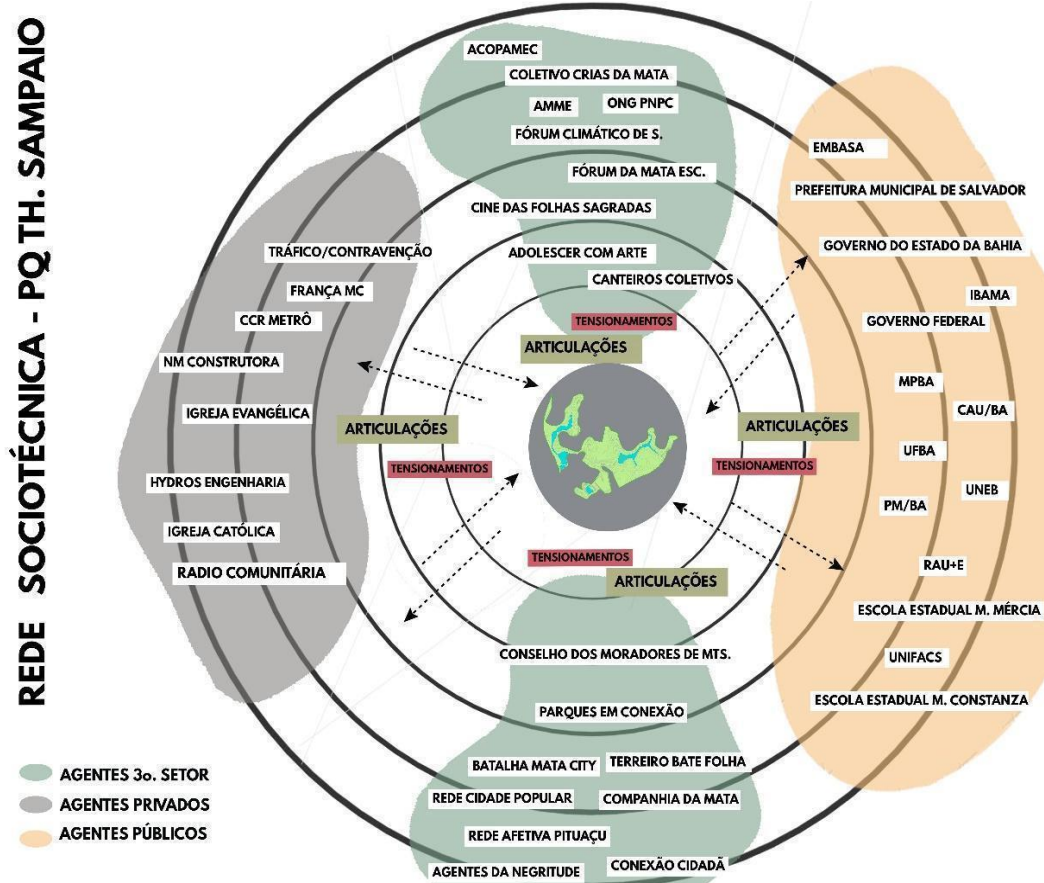 REDE SOCIOTÉCNICA - PQ TH. SAMPAIO
ACOPAMEC
COLETIVO CRIAS DA MATA
AMME
ONG PNPC
FÓRUM CLIMÁTICO DE S.
FÓRUM DA MATA ESC.
CINE DAS FOLHAS SAGRADAS
ADOLESCER COM ARTE
CANTEIROS COLETIVOS
TENSIONAMENTOS
ARTICULAÇÕES
TRÁFICO/CONTRAVENÇÃO
FRANÇA MC
CCR METRÔ
NM CONSTRUTORA
IGREJA EVANGÉLICA
ARTICULAÇÕES
TENSIONAMENTOS
HYDROS ENGENHARIA
IGREJA CATÓLICA
RADIO COMUNITÁRIA
EMBASA
PREFEITURA MUNICIPAL DE SALVADOR
GOVERNO DO ESTADO DA BAHIA
IBAMA
GOVERNO FEDERAL
MPBA
CAU/BA
ARTICULAÇÕES
TENSIONAMENTOS
UFBA
UNEB
PM/BA
RAU+E
ESCOLA ESTADUAL M. MÉRCIA
UNIFACS
ESCOLA ESTADUAL M. CONSTANZA
TENSIONAMENTOS
ARTICULAÇÕES
CONSELHO DOS MORADORES DE MTS.
PARQUES EM CONEXÃO
BATALHA MATA CITY
TERREIRO BATE FOLHA
REDE CIDADE POPULAR
COMPANHIA DA MATA
REDE AFETIVA PITUAÇU
AGENTES DA NEGRITUDE
CONEXÃO CIDADÃ
AGENTES 3o. SETOR
AGENTES PRIVADOS
AGENTES PÚBLICOS